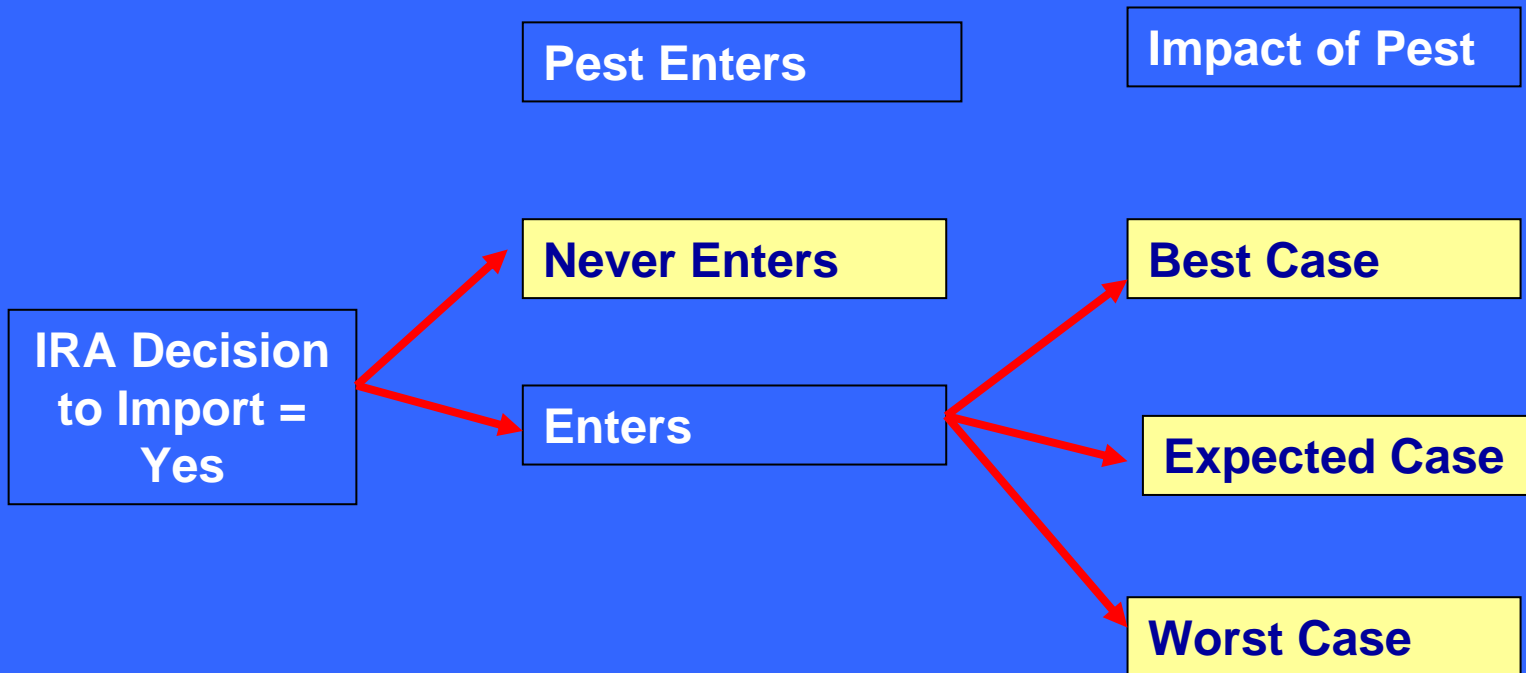 Pest Enters
Impact of Pest
Never Enters
Best Case
IRA Decision
to Import =
Yes
Enters
Expected Case
Worst Case